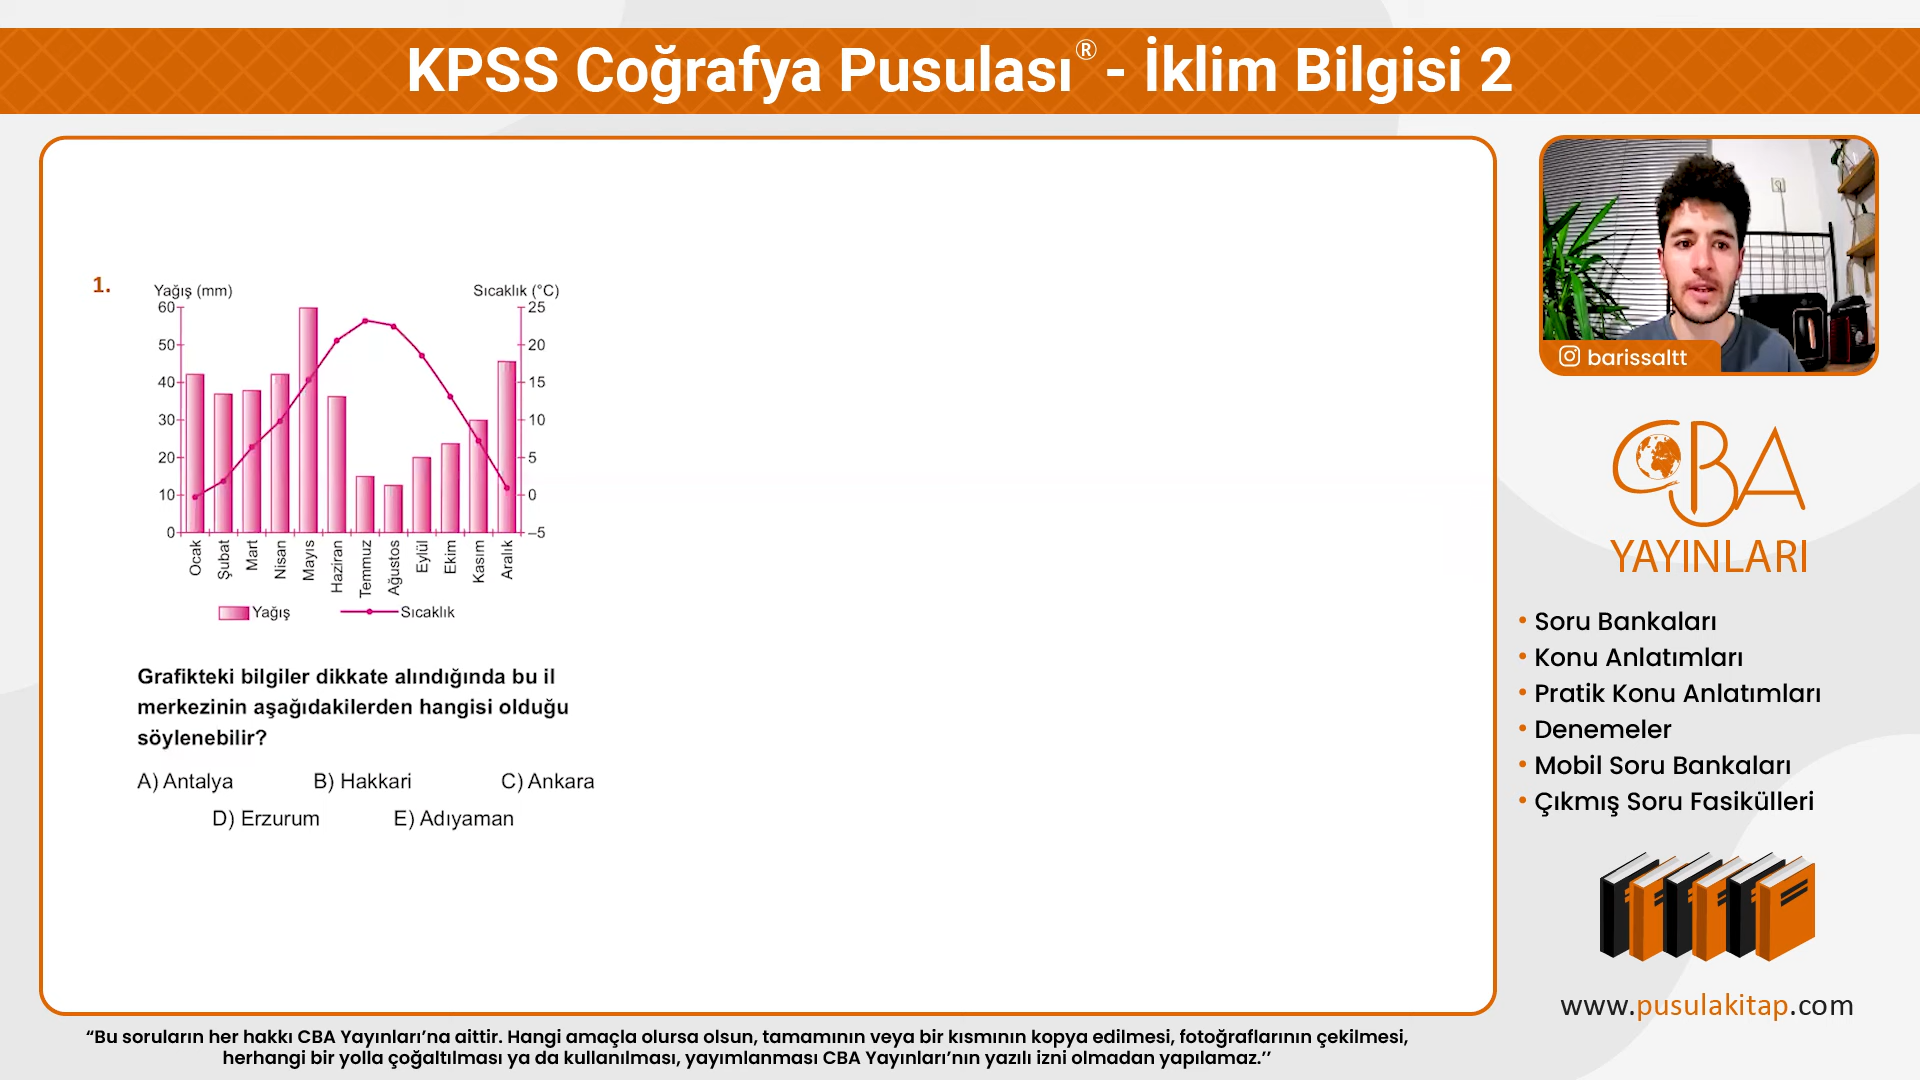 KPSS Coğrafya Pusulası® - İklim Bilgisi 2
1.
Yağış (mm)
Sıcaklık (°C)
60
50
40
30
20
10
0
25
20
15
10
5
0
–5
Ocak
Şubat
Mart
Nisan
Mayıs
Haziran
Temmuz
Ağustos
Eylül
Ekim
Kasım
Aralık
Yağış
Sıcaklık
Grafikteki bilgiler dikkate alındığında bu il
merkezinin aşağıdakilerden hangisi olduğu
söylenebilir?
A) Antalya B) Hakkari C) Ankara
D) Erzurum E) Adıyaman
barissaltt
CBA
YAYINLARI
• Soru Bankaları
• Konu Anlatımları
• Pratik Konu Anlatımları
• Denemeler
• Mobil Soru Bankaları
• Çıkmış Soru Fasikülleri
www.pusulakitap.com
“Bu soruların her hakkı CBA Yayınları’na aittir. Hangi amaçla olursa olsun, tamamının veya bir kısmının kopya edilmesi, fotoğraflarının çekilmesi,
herhangi bir yolla çoğaltılması ya da kullanılması, yayımlanması CBA Yayınları’nın yazılı izni olmadan yapılamaz.’’